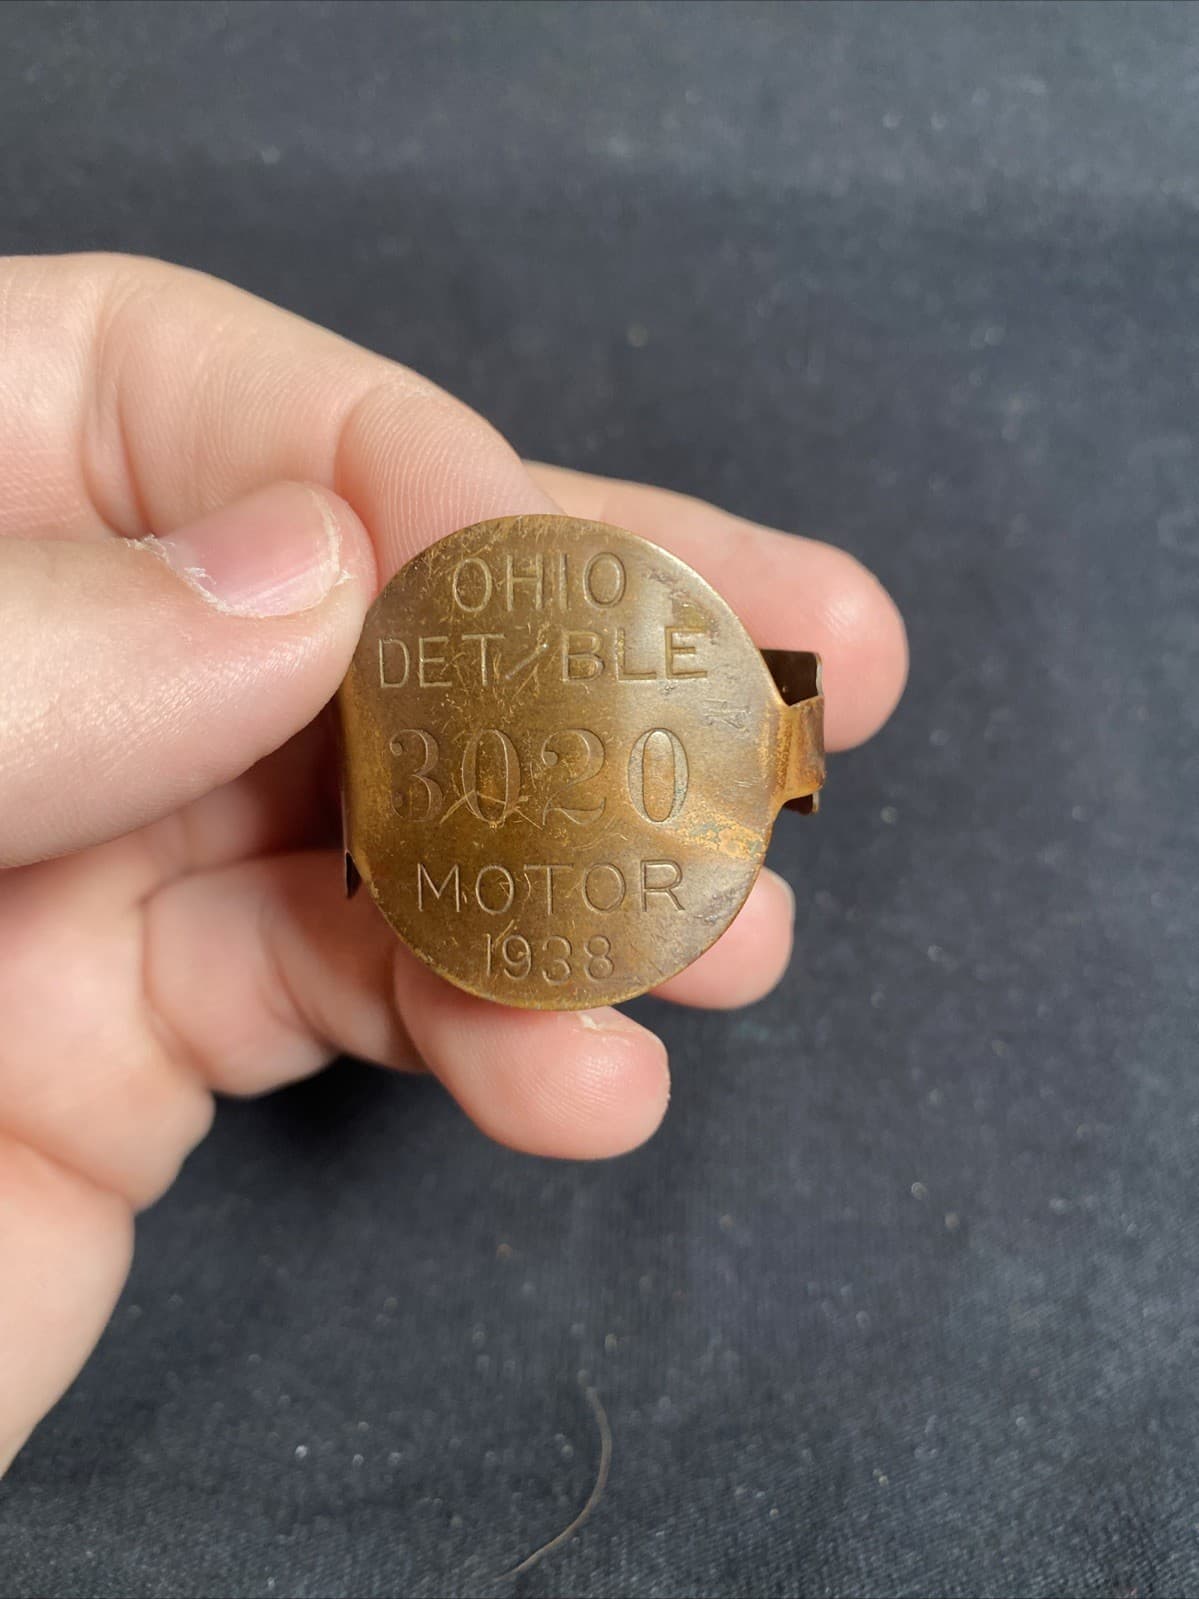 OHIO
DET/BLE
3020
MOTOR
1938